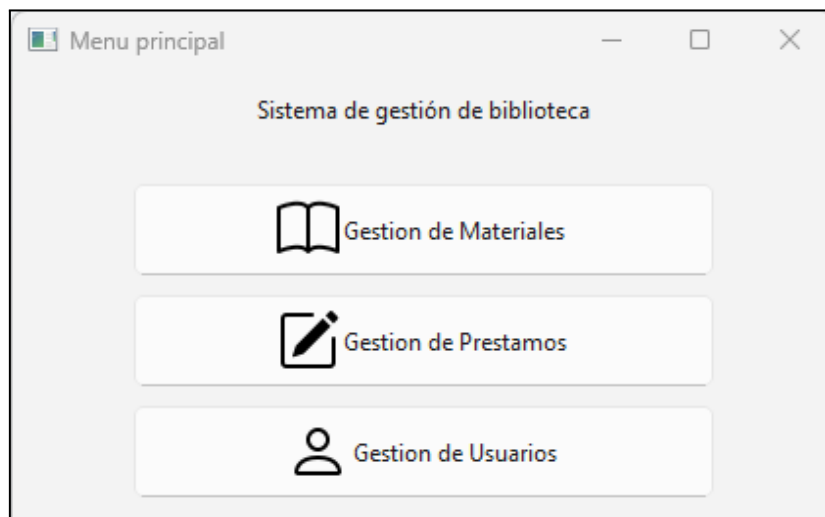 Menu principal
Sistema de gestión de biblioteca
Gestion de Materiales
Gestion de Prestamos
Gestion de Usuarios